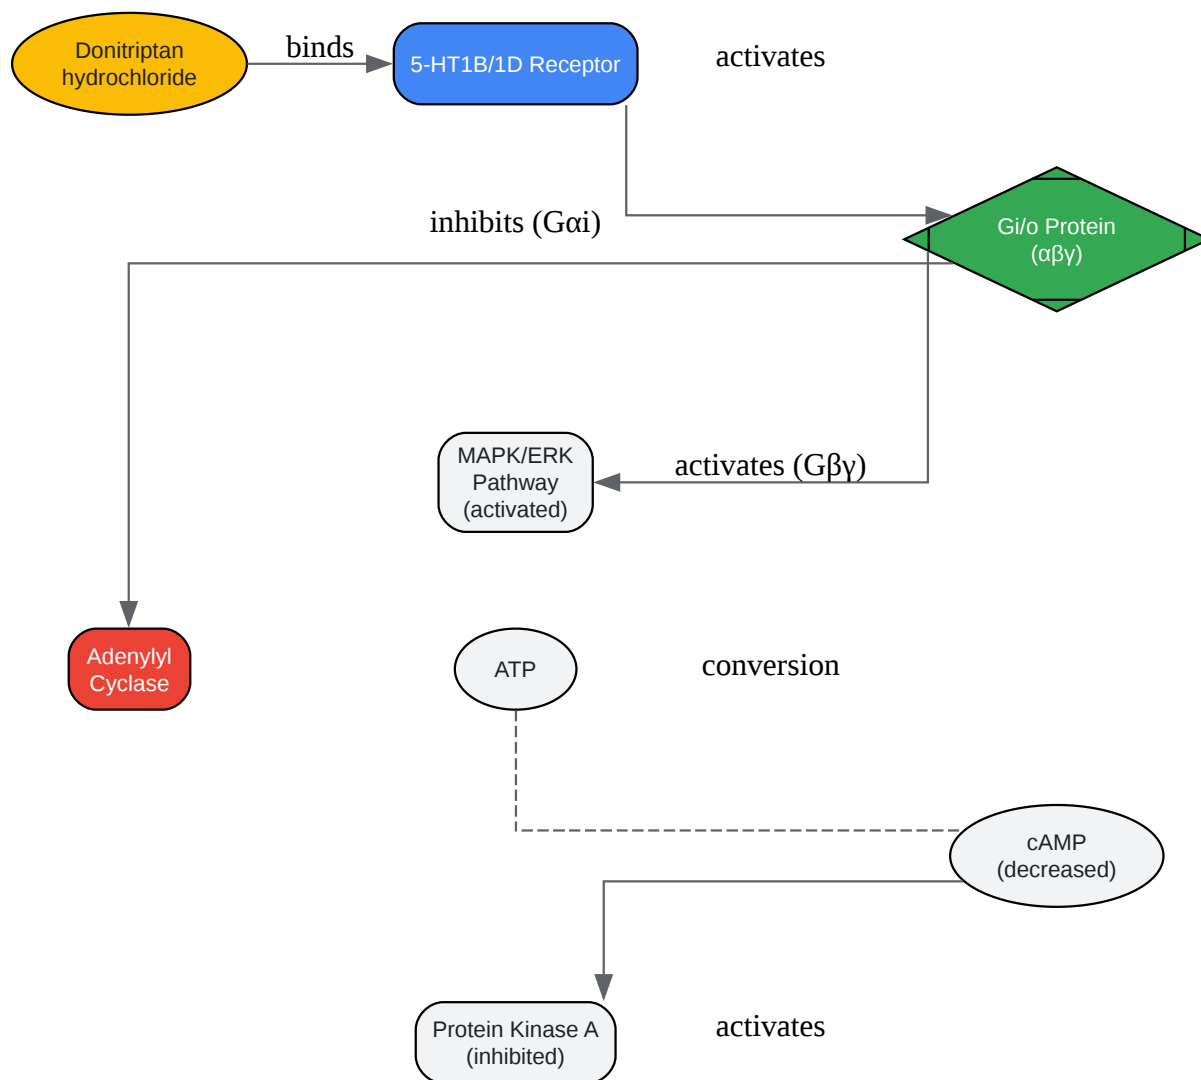 Donitriptan
hydrochloride
binds
5-HT1B/1D Receptor
activates
Gi/o Protein
(αβγ)
inhibits (Gαi)
MAPK/ERK
Pathway
(activated)
activates (Gβγ)
Adenylyl
Cyclase
ATP
conversion
cAMP
(decreased)
Protein Kinase A
(inhibited)
activates